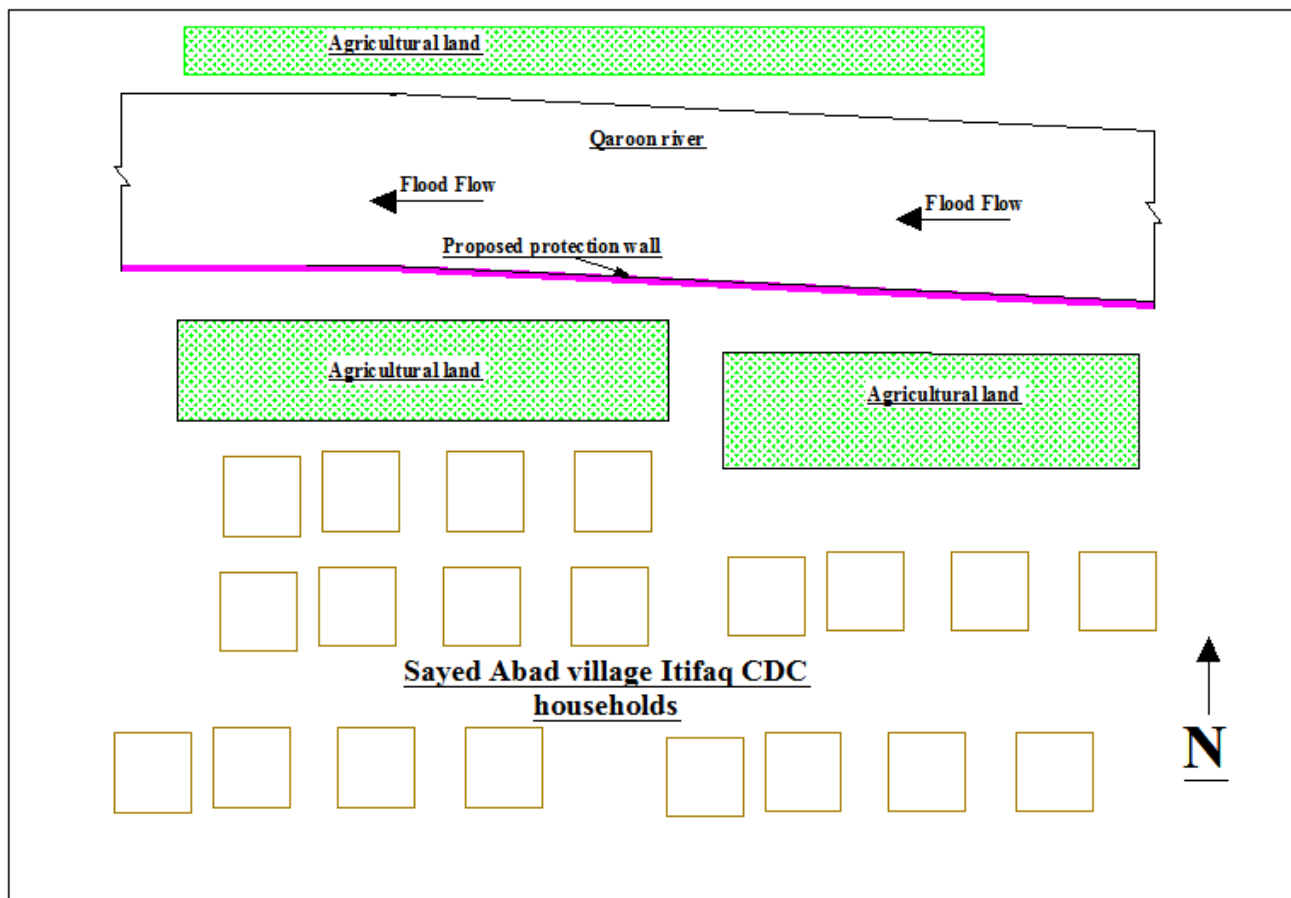 Agricultural land
Qaroon river
Flood Flow
Flood Flow
Proposed protection wall
Agricultural land
Agricultural land
Sayed Abad village Itifaq CDC
households
N